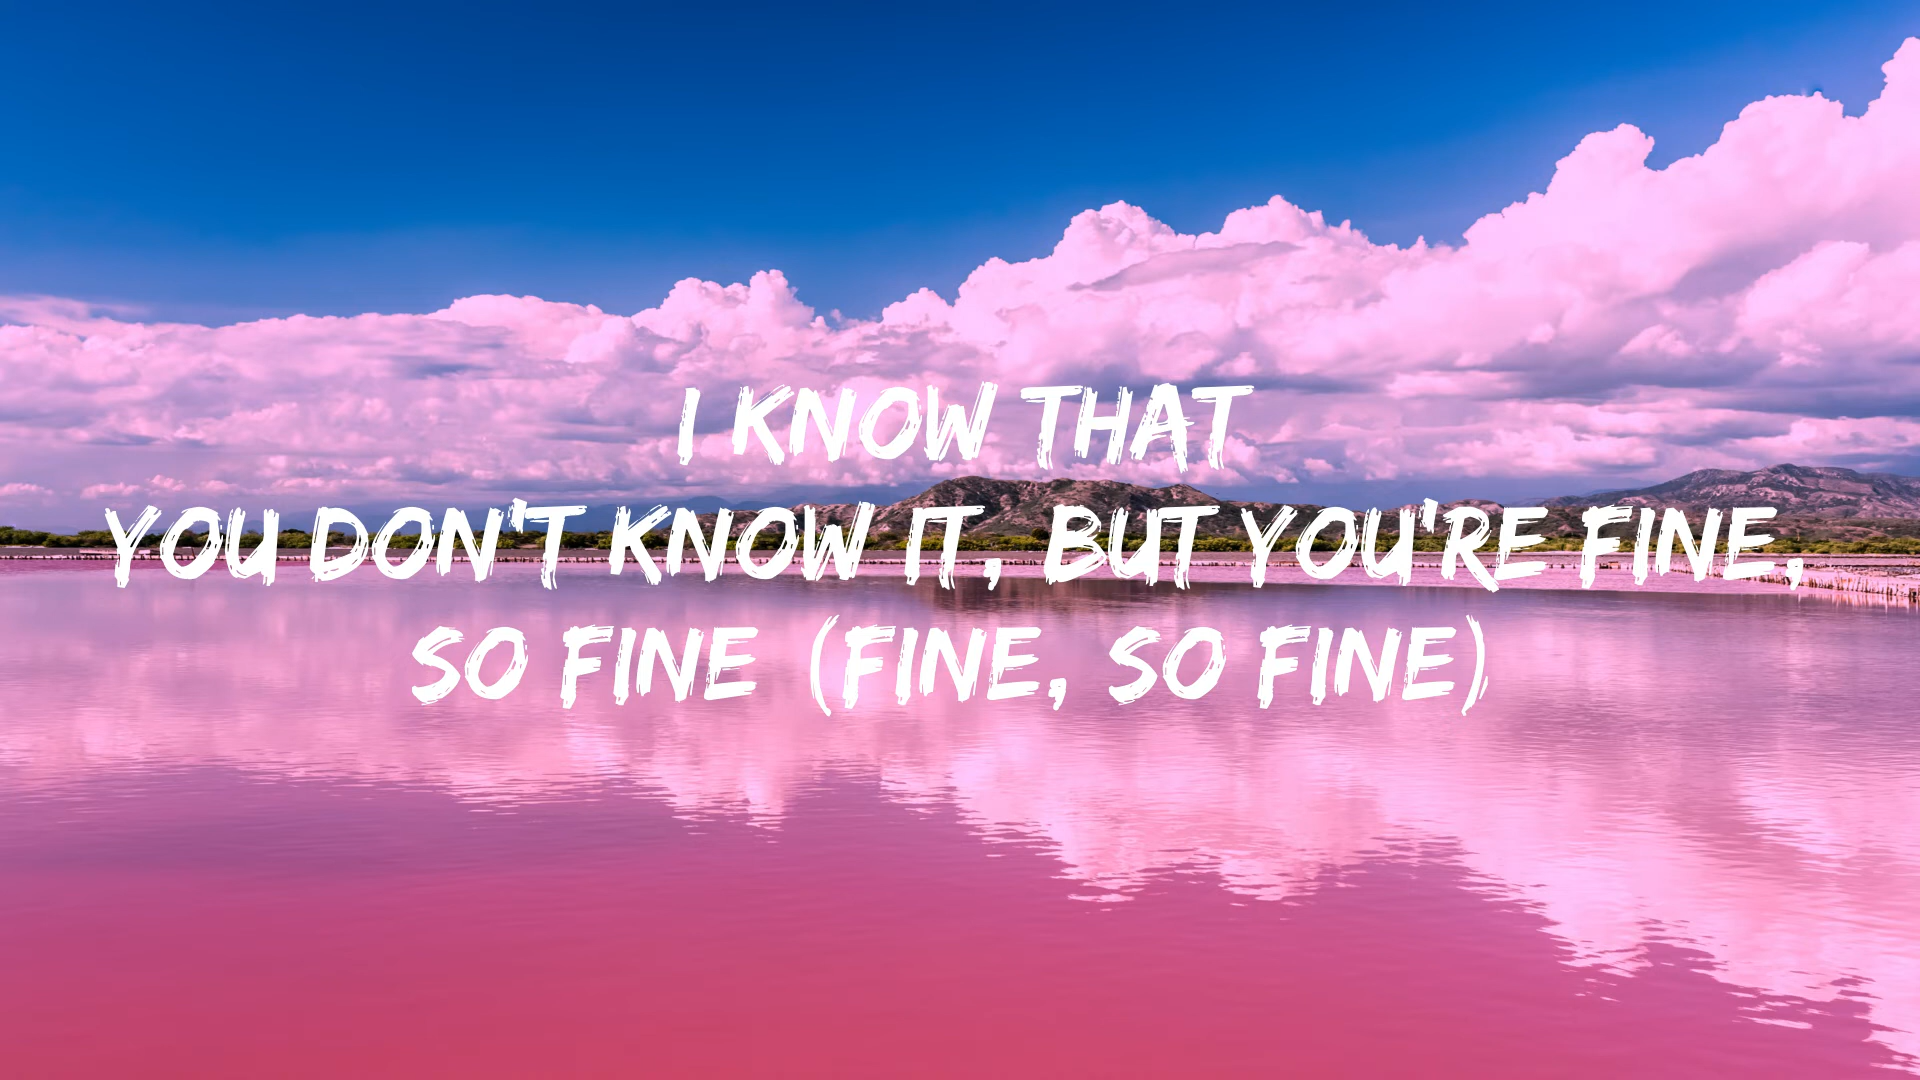 I KNOW THAT
YOU DON'T KNOW IT, BUT YOU'RE FINE,
SO FINE (FINE, SO FINE)